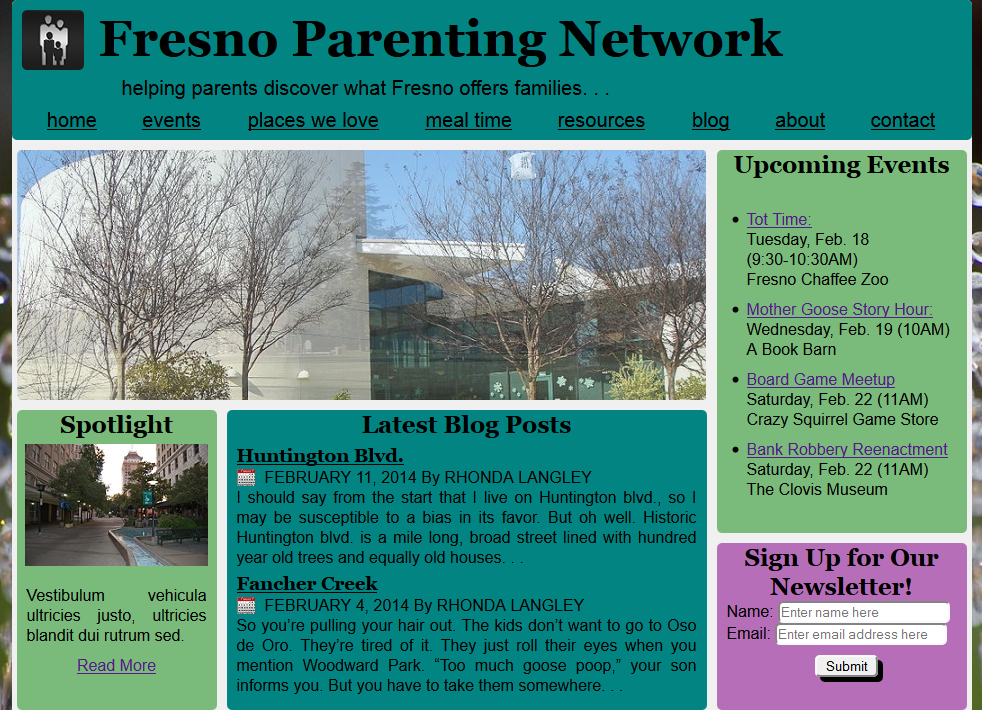 Fresno Parenting Network
helping parents discover what Fresno offers families. . .
home events places we love meal time resources blog about contact
Upcoming Events
Tot Time:
Tuesday, Feb. 18
(9:30-10:30AM)
Fresno Chaffee Zoo
Mother Goose Story Hour:
Wednesday, Feb. 19 (10AM)
A Book Barn
Board Game Meetup
Saturday, Feb. 22 (11AM)
Crazy Squirrel Game Store
Bank Robbery Reenactment
Saturday, Feb. 22 (11AM)
The Clovis Museum
Spotlight
Vestibulum vehicula
ultricies justo, ultricies
blandit dui rutrum sed.
Read More
Latest Blog Posts
Huntington Blvd.
FEBRUARY 11, 2014 By RHONDA LANGLEY
I should say from the start that I live on Huntington blvd., so I
may be susceptible to a bias in its favor. But oh well. Historic
Huntington blvd. is a mile long, broad street lined with hundred
year old trees and equally old houses. . .
Fancher Creek
FEBRUARY 4, 2014 By RHONDA LANGLEY
So you’re pulling your hair out. The kids don’t want to go to Oso
de Oro. They’re tired of it. They just roll their eyes when you
mention Woodward Park. “Too much goose poop,” your son
informs you. But you have to take them somewhere. . .
Sign Up for Our
Newsletter!
Name: Enter name here
Email: Enter email address here
Submit